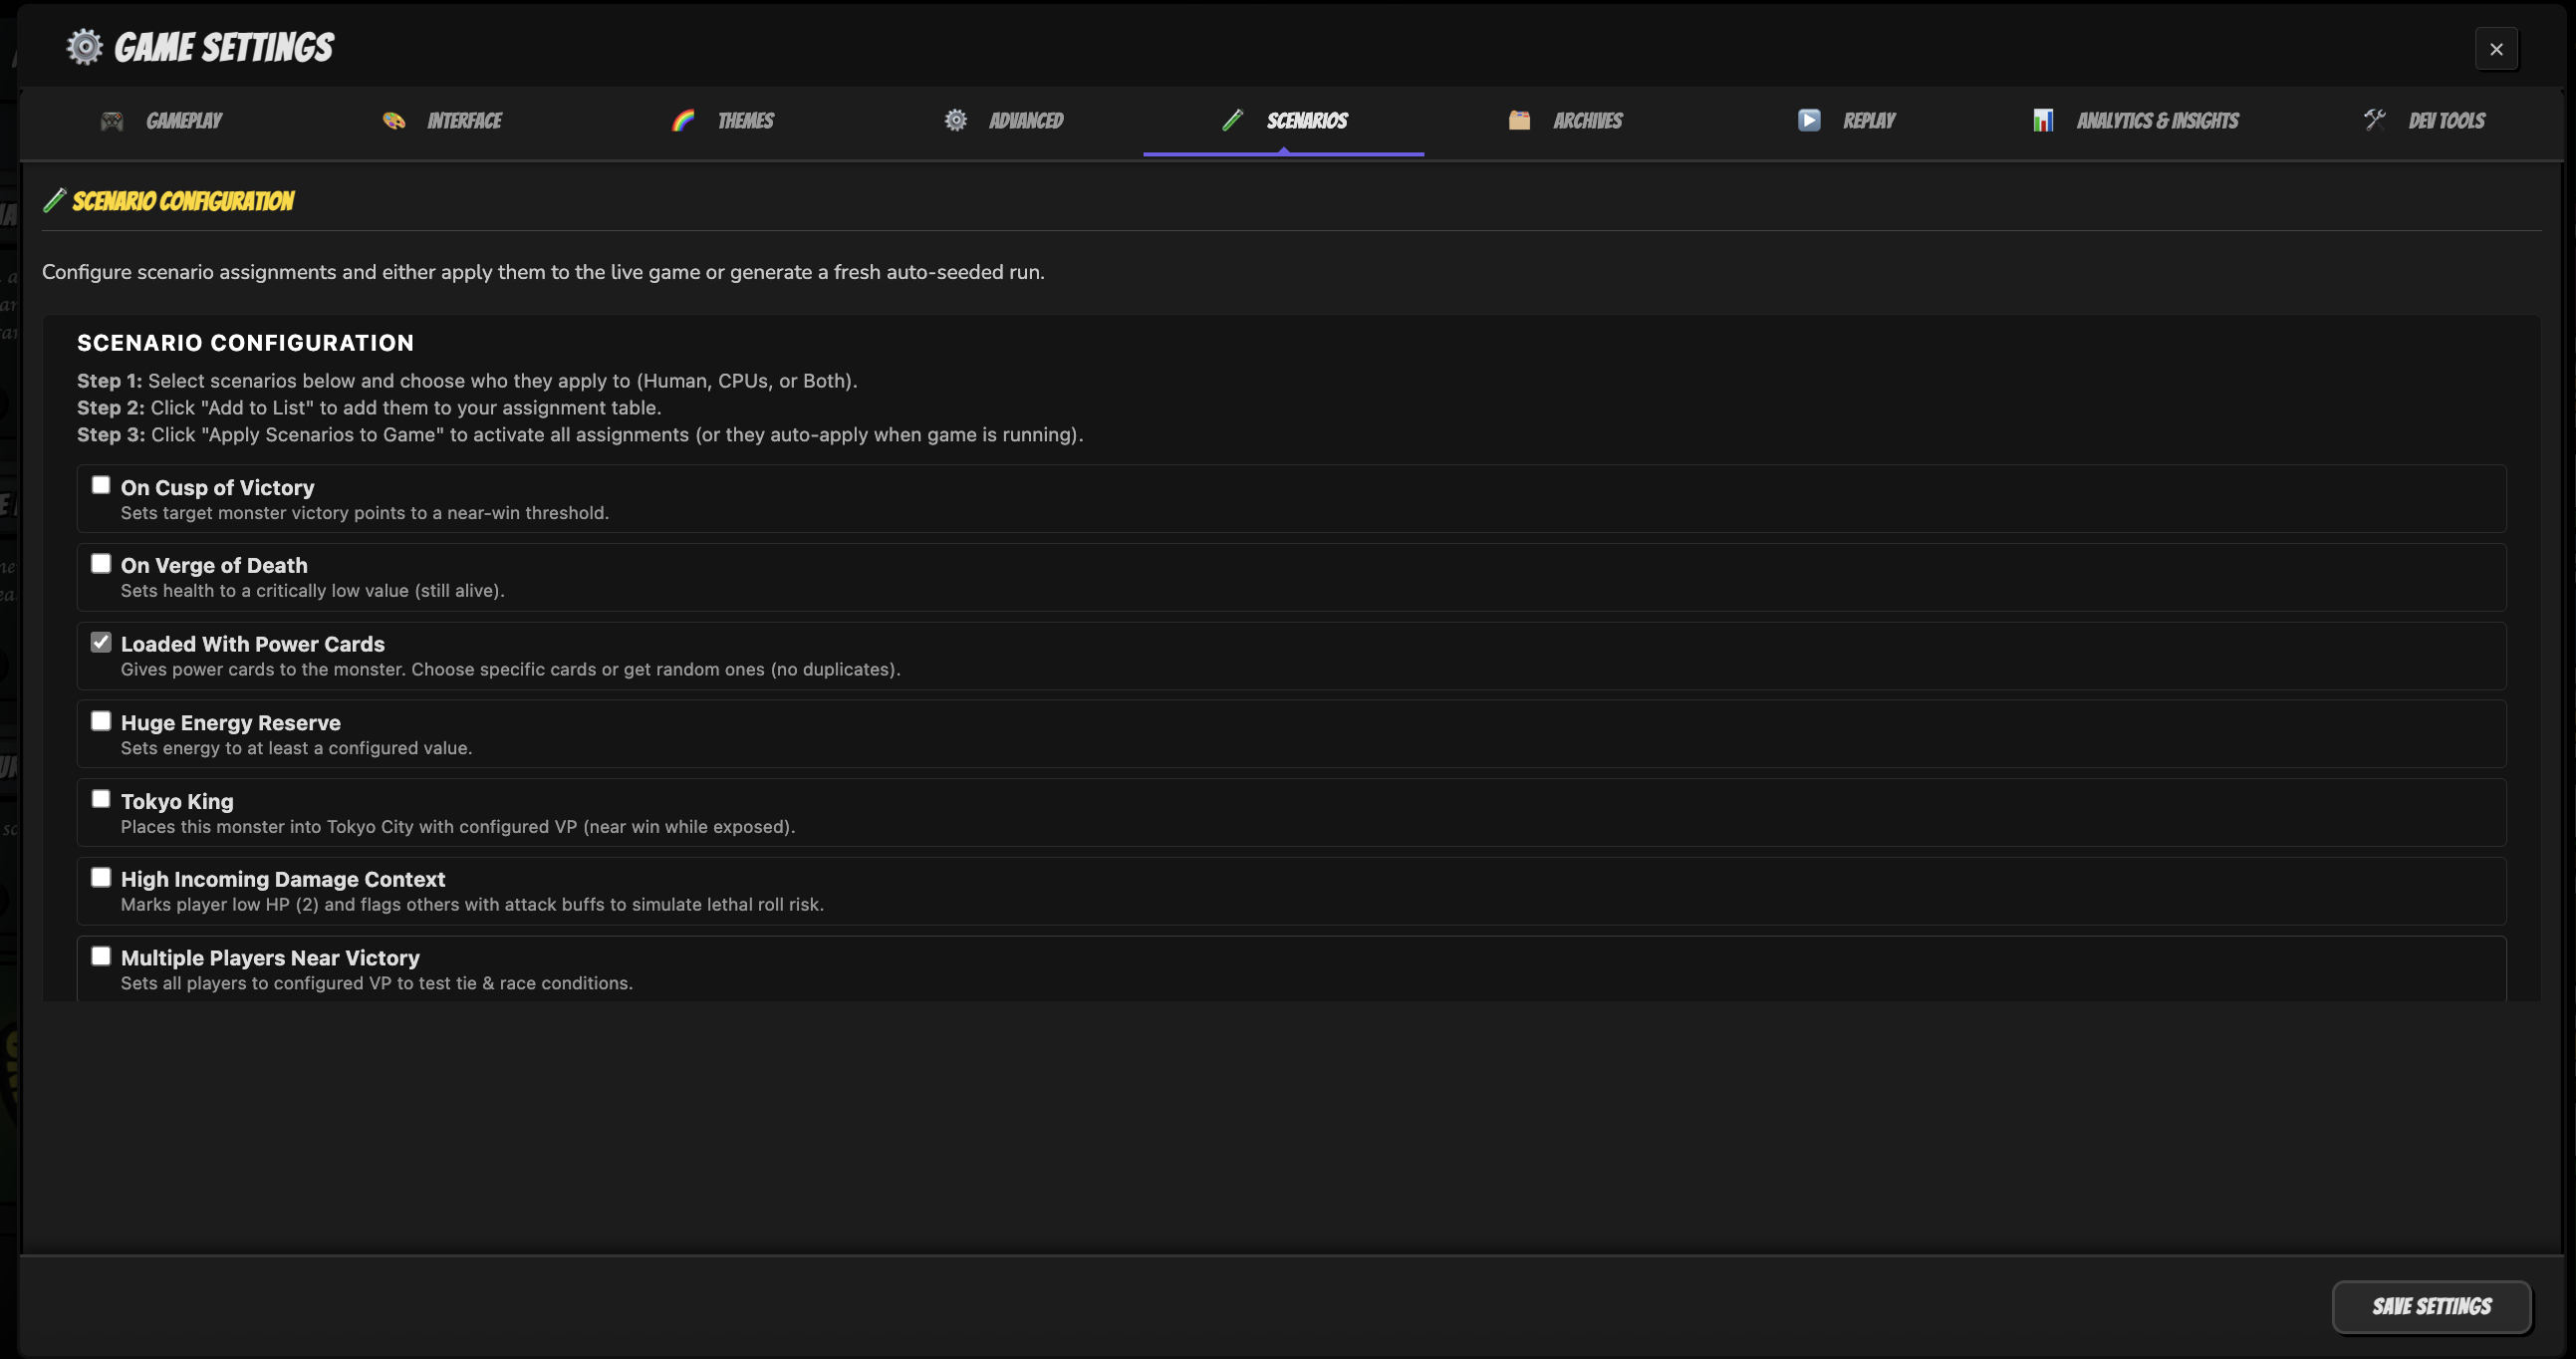 GAME SETTINGS
GAMEPLAY
INTERFACE
THEMES
ADVANCED
SCENARIOS
ARCHIVES
REPLAY
ANALYTICS & INSIGHTS
DEV TOOLS
SCENARIO CONFIGURATION
Configure scenario assignments and either apply them to the live game or generate a fresh auto-seeded run.
SCENARIO CONFIGURATION
Step 1: Select scenarios below and choose who they apply to (Human, CPUs, or Both).
Step 2: Click "Add to List" to add them to your assignment table.
Step 3: Click "Apply Scenarios to Game" to activate all assignments (or they auto-apply when game is running).
On Cusp of Victory
Sets target monster victory points to a near-win threshold.
On Verge of Death
Sets health to a critically low value (still alive).
Loaded With Power Cards
Gives power cards to the monster. Choose specific cards or get random ones (no duplicates).
Huge Energy Reserve
Sets energy to at least a configured value.
Tokyo King
Places this monster into Tokyo City with configured VP (near win while exposed).
High Incoming Damage Context
Marks player low HP (2) and flags others with attack buffs to simulate lethal roll risk.
Multiple Players Near Victory
Sets all players to configured VP to test tie & race conditions.
SAVE SETTINGS